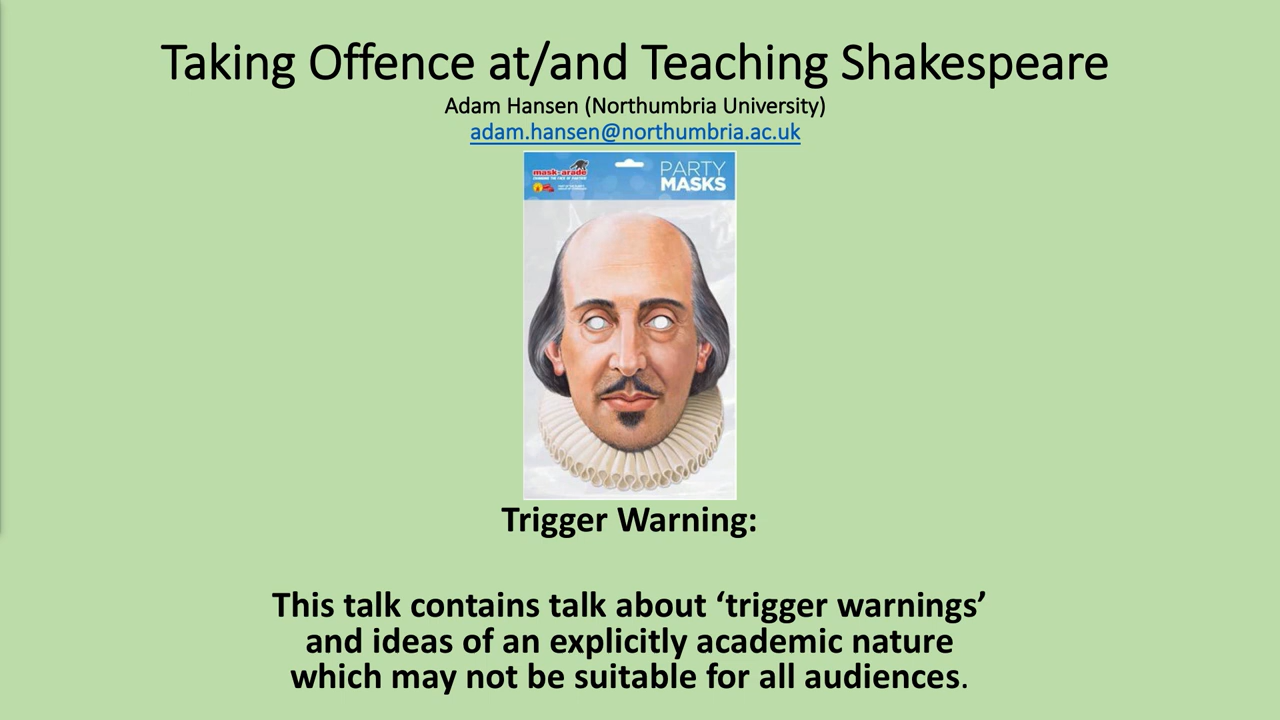 Taking Offence at/and Teaching Shakespeare
Adam Hansen (Northumbria University)
adam.hansen@northumbria.ac.uk
mask-arade
PARTY
MASKS
Trigger Warning:
This talk contains talk about ‘trigger warnings’
and ideas of an explicitly academic nature
which may not be suitable for all audiences.